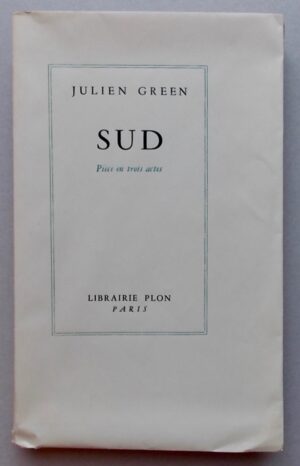 JULIEN GREEN
SUD
Pièce en trois actes
LIBRAIRIE PLON
PARIS